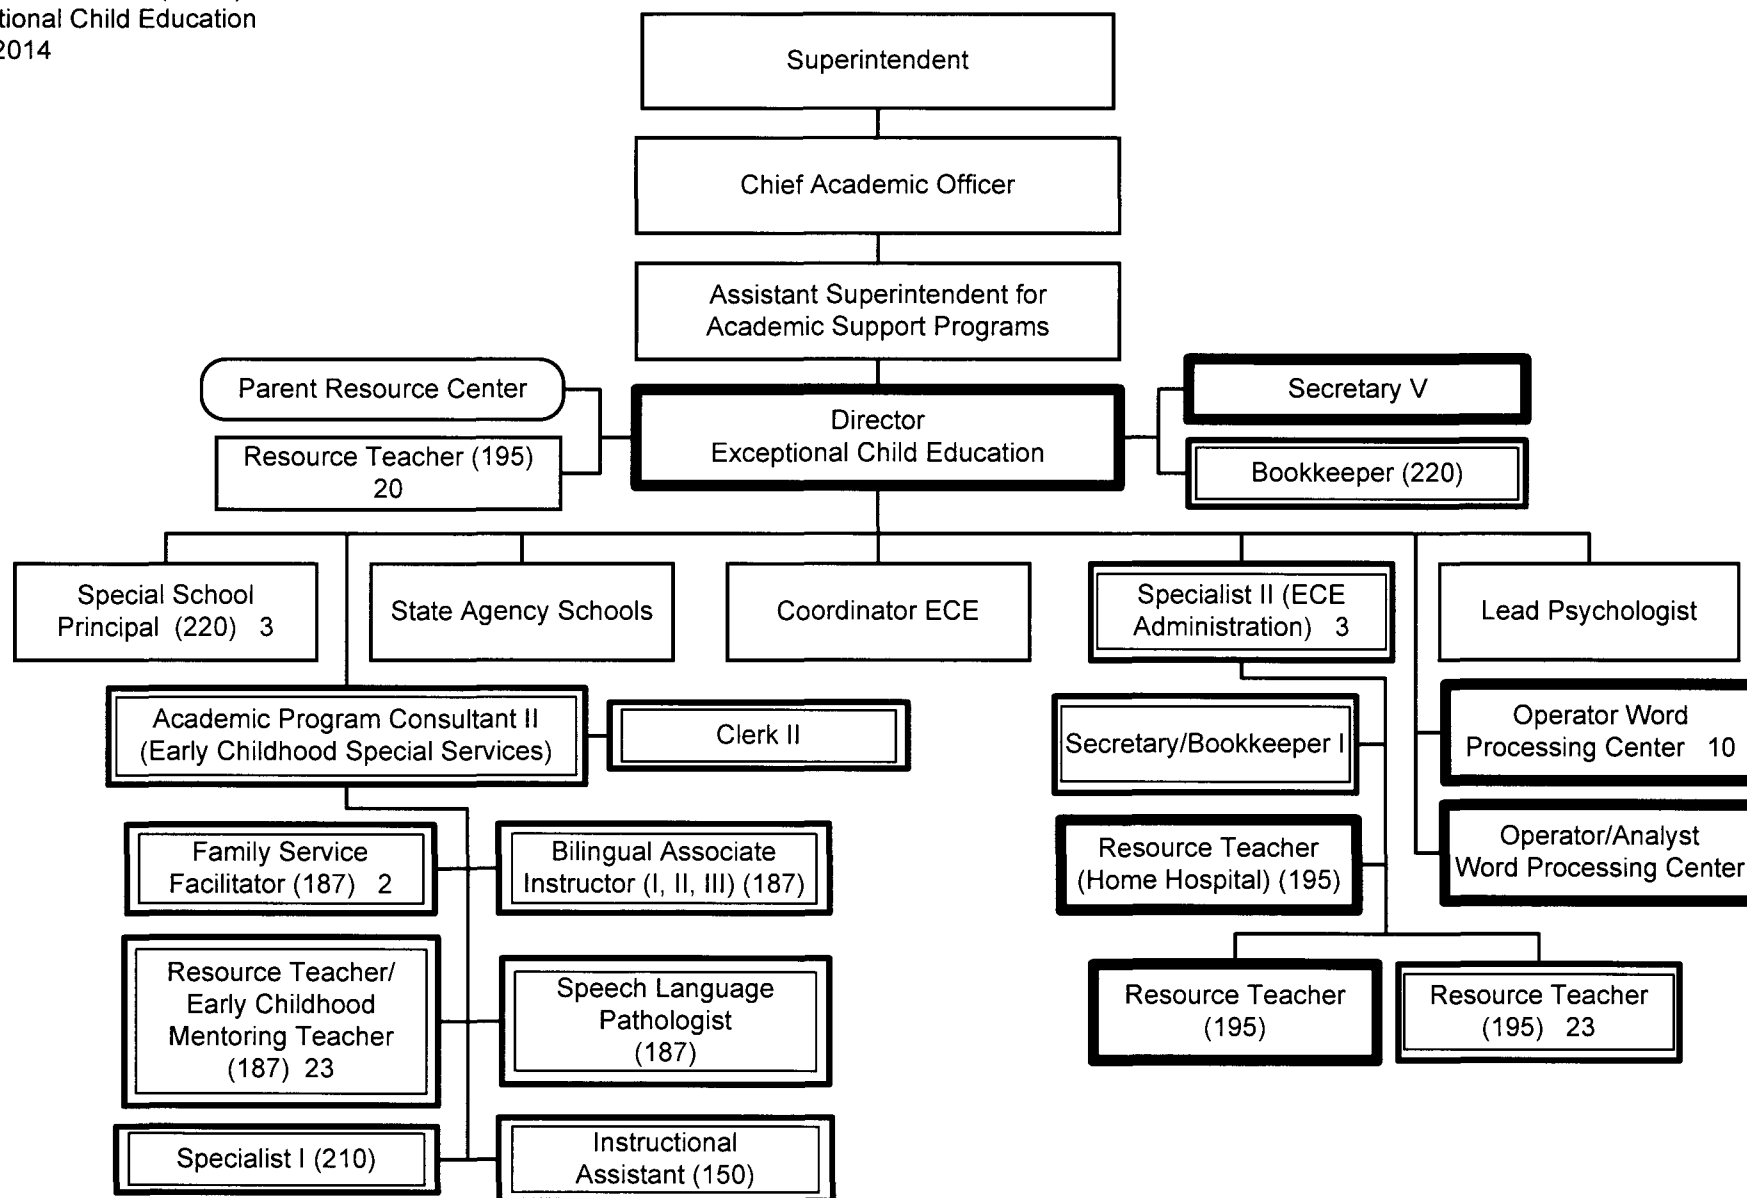 tional Child Education
2014
Superintendent
Chief Academic Officer
Assistant Superintendent for
Academic Support Programs
Parent Resource Center
Resource Teacher (195)
20
Director
Exceptional Child Education
Secretary V
Bookkeeper (220)
Special School
Principal (220) 3
State Agency Schools
Coordinator ECE
Specialist II (ECE
Administration) 3
Lead Psychologist
Academic Program Consultant II
(Early Childhood Special Services)
Clerk II
Secretary/Bookkeeper I
Operator Word
Processing Center 10
Family Service
Facilitator (187) 2
Bilingual Associate
Instructor (I, II, III) (187)
Resource Teacher
(Home Hospital) (195)
Operator/Analyst
Word Processing Center
Resource Teacher/
Early Childhood
Mentoring Teacher
(187) 23
Speech Language
Pathologist
(187)
Resource Teacher
(195)
Resource Teacher
(195) 23
Specialist I (210)
Instructional
Assistant (150)